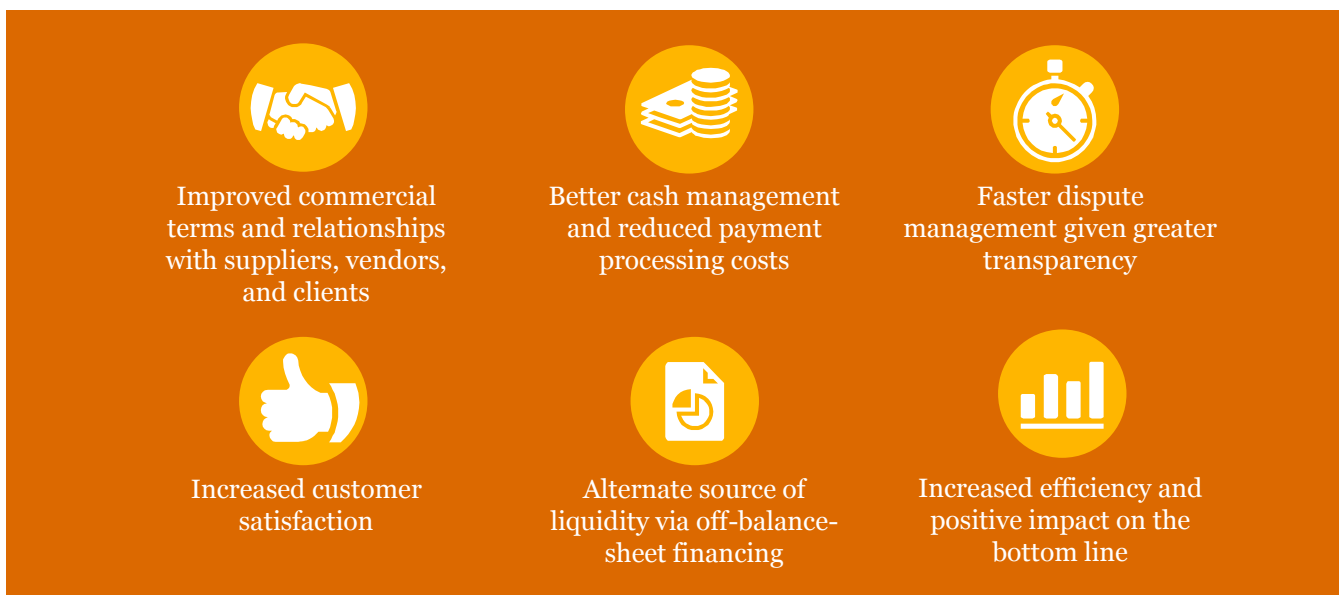 Improved commercial
terms and relationships
with suppliers, vendors,
and clients
Better cash management
and reduced payment
processing costs
Faster dispute
management given greater
transparency
Increased customer
satisfaction
Alternate source of
liquidity via off-balance-
sheet financing
Increased efficiency and
positive impact on the
bottom line